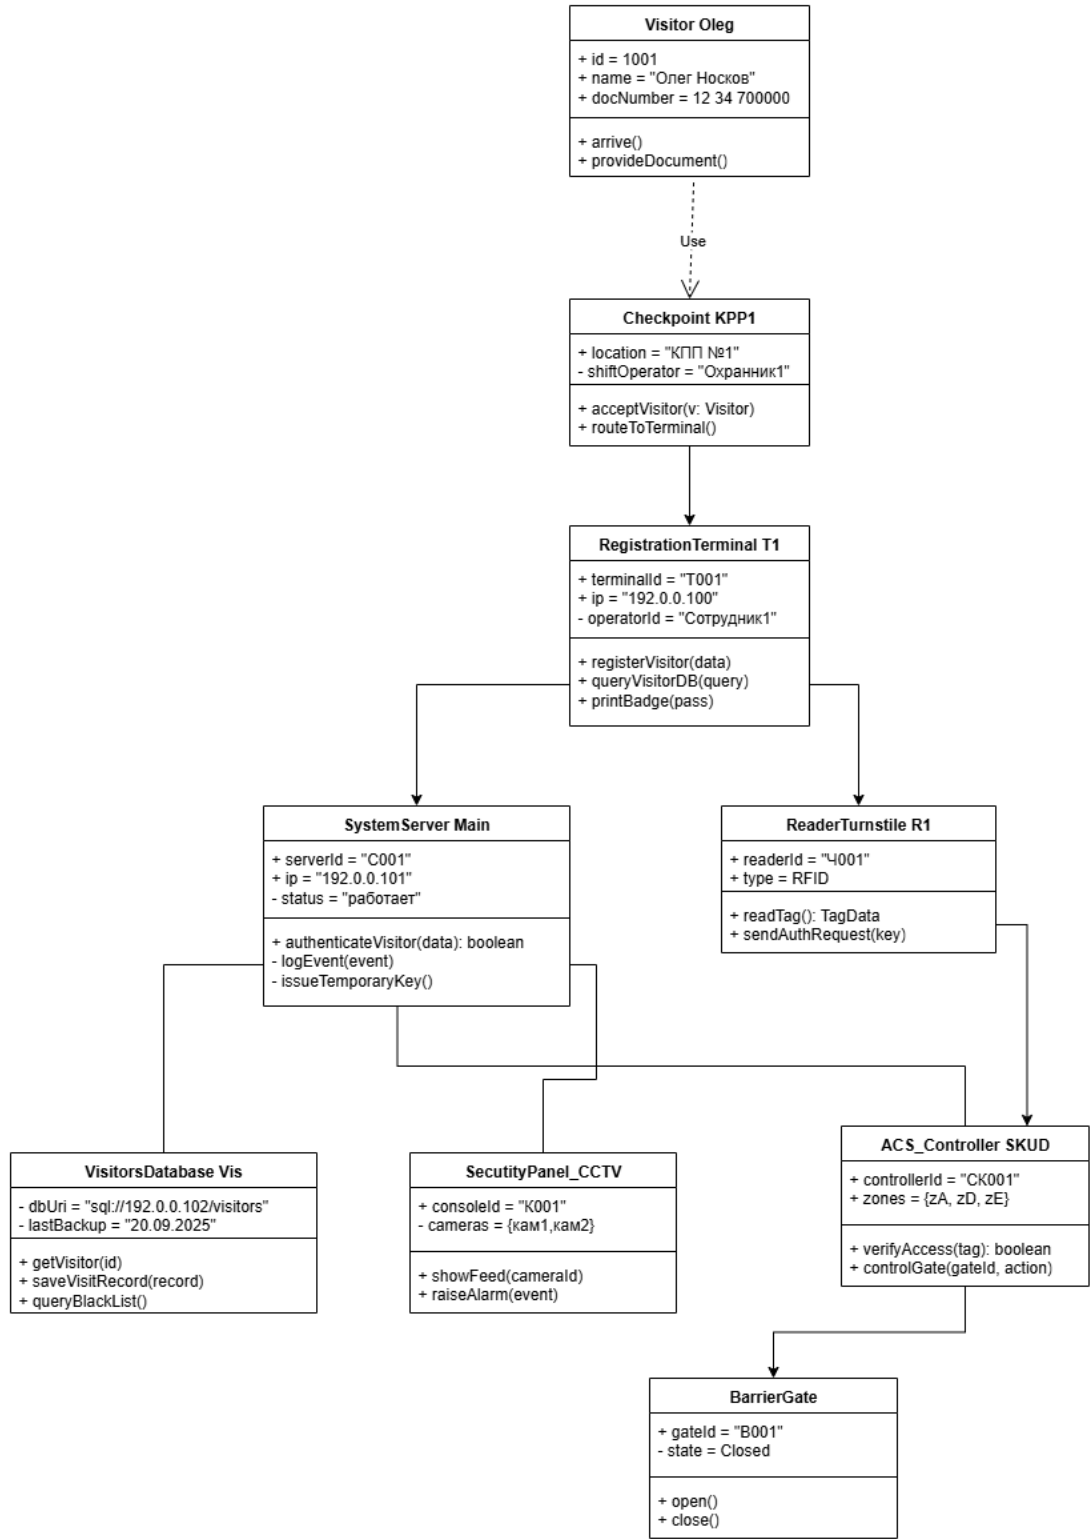 Visitor Oleg
+ id = 1001
+ name = "Олег Носков"
+ docNumber = 12 34 700000
+ arrive()
+ provideDocument()
Use
Checkpoint KPP1
+ location = "КПП №1"
- shiftOperator = "Охранник1"
+ acceptVisitor(v: Visitor)
+ routeToTerminal()
RegistrationTerminal T1
+ terminalId = "T001"
+ ip = "192.0.0.100"
- operatorId = "Сотрудник1"
+ registerVisitor(data)
+ queryVisitorDB(query)
+ printBadge(pass)
SystemServer Main
+ serverId = "C001"
+ ip = "192.0.0.101"
- status = "работает"
+ authenticateVisitor(data): boolean
- logEvent(event)
- issueTemporaryKey()
ReaderTurnstile R1
+ readerId = "Ч001"
+ type = RFID
+ readTag(): TagData
+ sendAuthRequest(key)
VisitorsDatabase Vis
- dbUri = "sql://192.0.0.102/visitors"
- lastBackup = "20.09.2025"
+ getVisitor(id)
+ saveVisitRecord(record)
+ queryBlackList()
SecutityPanel_CCTV
+ consoleId = "K001"
- cameras = {кам1,кам2}
+ showFeed(cameraId)
+ raiseAlarm(event)
ACS_Controller SKUD
+ controllerId = "CK001"
+ zones = {zA, zD, zE}
+ verifyAccess(tag): boolean
+ controlGate(gateId, action)
BarrierGate
+ gateId = "B001"
- state = Closed
+ open()
+ close()